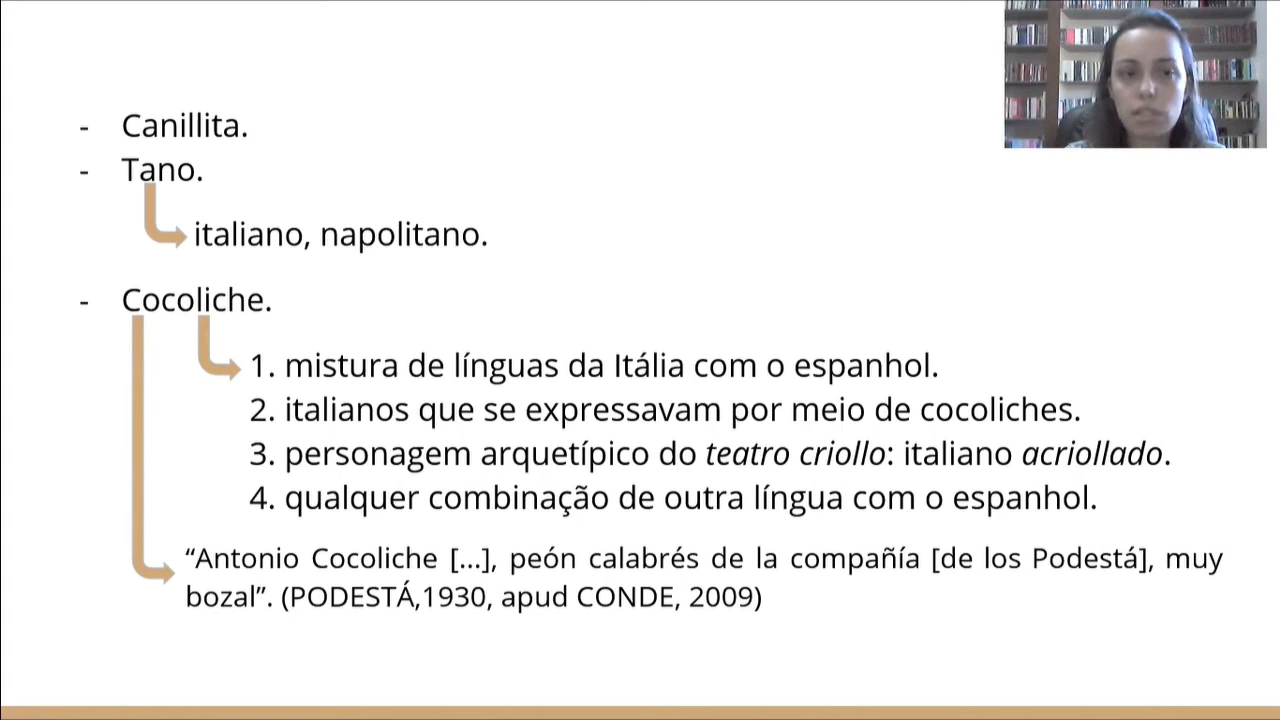 - Canillita.
- Tano.
italiano, napolitano.
- Cocoliche.
1. mistura de línguas da Itália com o espanhol.
2. italianos que se expressavam por meio de cocoliches.
3. personagem arquetípico do teatro criollo: italiano acriollado.
4. qualquer combinação de outra língua com o espanhol.
“Antonio Cocoliche [...], peón calabrés de la compañía [de los Podestá], muy
bozal”. (PODESTÁ,1930, apud CONDE, 2009)